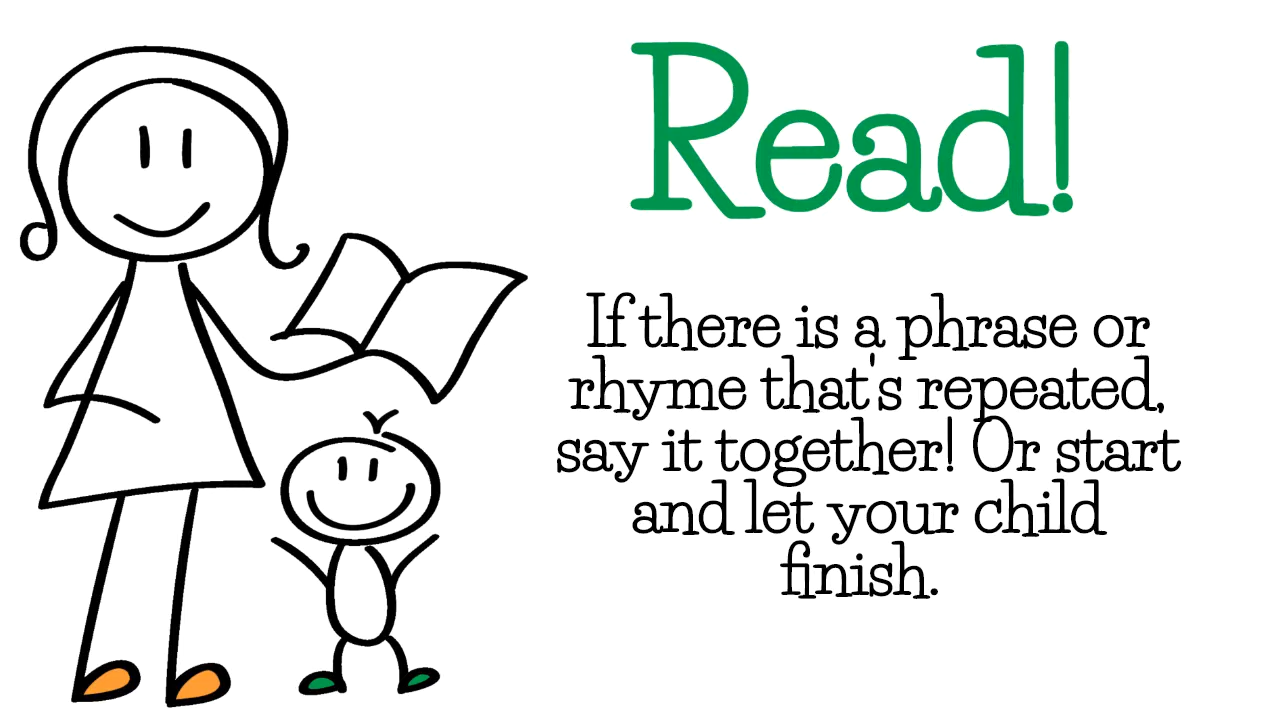 Read!
If there is a phrase or
rhyme that's repeated,
say it together! Or start
and let your child
finish.